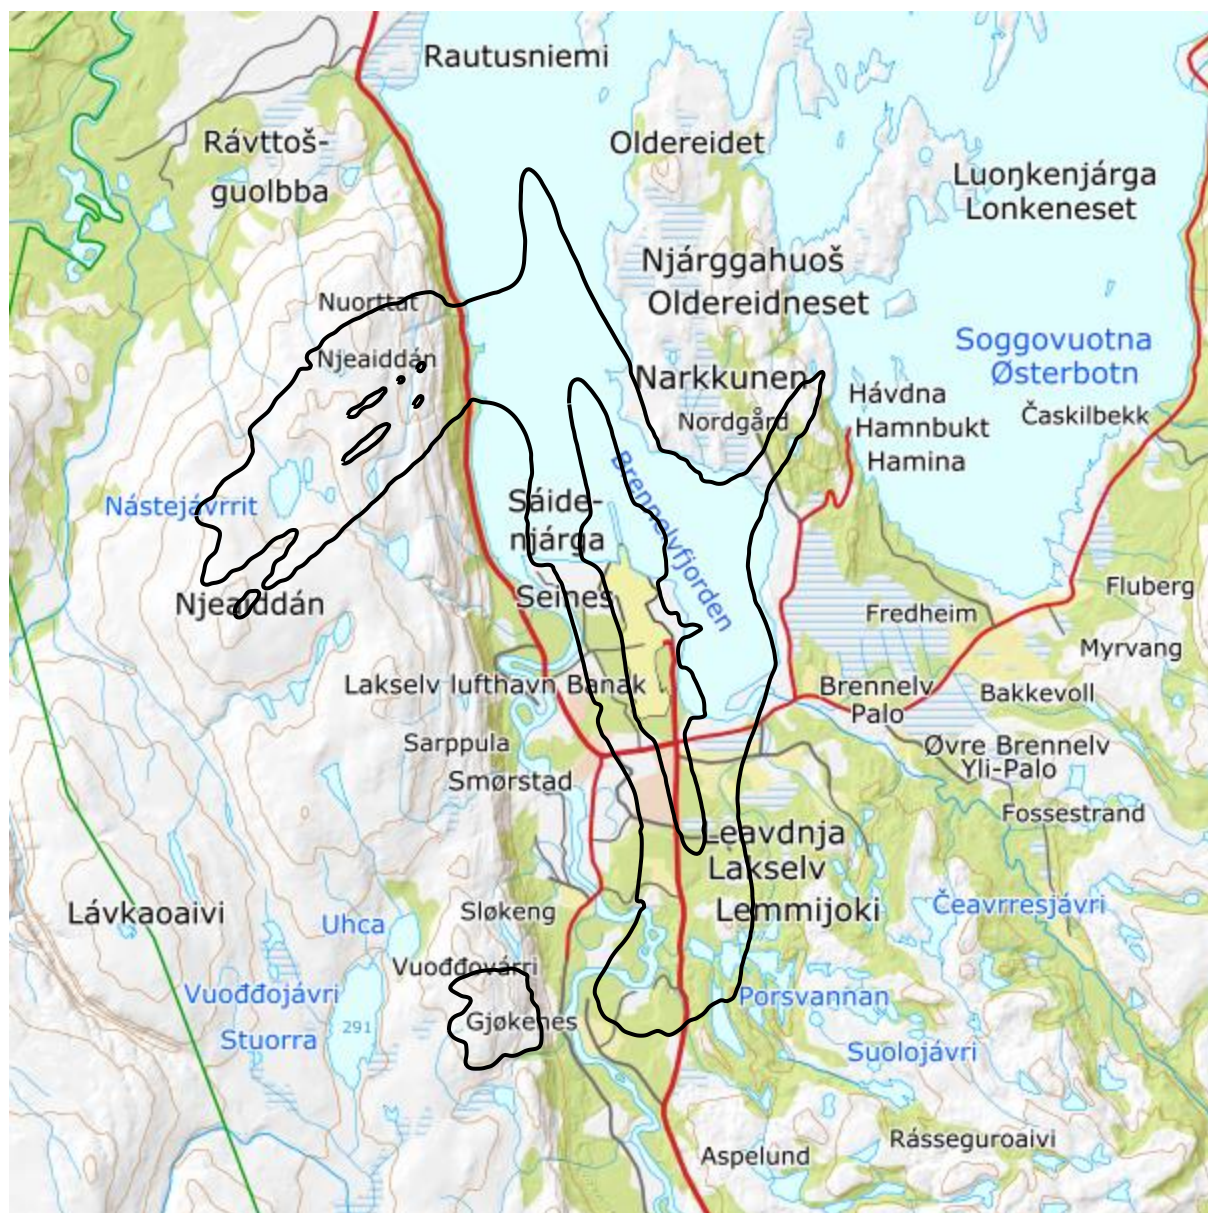 Rautusniemi
Rávttoš-
guolbba
Oldereidet
Luoŋkenjárga
Lonkeneset
Njárggahuoš
Oldereidneset
Nuorttat
Njeaiddán
Soggovuotna
Østerbotn
Narkkunen
Nordgård
Hávdna
Hamnbukt
Hamina
Časkilbekk
Nástejávrrit
Sáide-
njárga
Brennelvfjorden
Njeaiddán
Seines
Fredheim
Fluberg
Myrvang
Lakselv lufthavn Banak
Brennelv
Palo
Bakkevoll
Sarppula
Smørstad
Øvre Brennelv
Yli-Palo
Fossestrand
Leavdnja
Lakselv
Lemmijoki
Lávkaoaivi
Uhca
Sløkeng
Čeavrresjávri
Vuođđovárri
Vuođđojávri
Stuorra
291
Gjøkenes
Porsvannan
Suolojávri
Rásseguroaivi
Aspelund